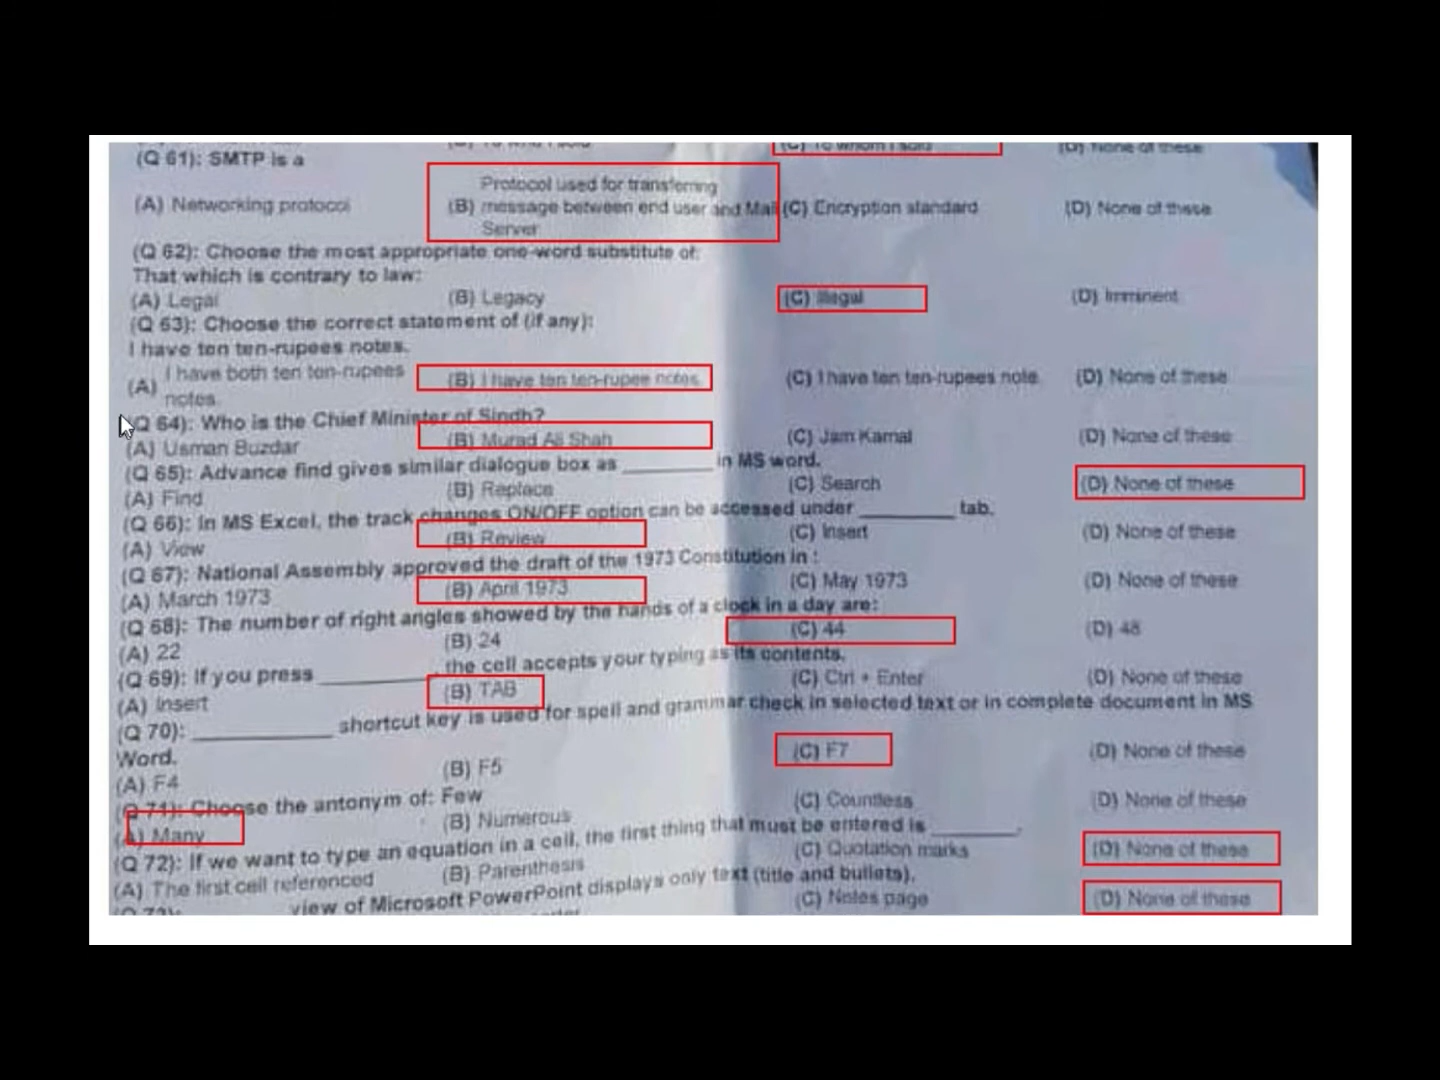 (C) To whom I said (D) None of these
(Q 61): SMTP is a
Protocol used for transferring
(A) Networking protocol (B) message between end user and Mail (C) Encryption standard (D) None of these
Server
(Q 62): Choose the most appropriate one-word substitute of:
That which is contrary to law:
(A) Legal (B) Legacy (C) Illegal (D) Imminent
(Q 63): Choose the correct statement of (if any):
I have ten ten-rupees notes.
(A) I have both ten ten-rupees (B) I have ten ten-rupee notes. (C) I have ten ten-rupees note. (D) None of these
notes.
(Q 64): Who is the Chief Minister of Sindh?
(A) Usman Buzdar (B) Murad Ali Shah (C) Jam Kamal (D) None of these
(Q 65): Advance find gives similar dialogue box as ________ in MS word.
(A) Find (B) Replace (C) Search (D) None of these
(Q 66): In MS Excel, the track changes ON/OFF option can be accessed under ________ tab.
(A) View (B) Review (C) Insert (D) None of these
(Q 67): National Assembly approved the draft of the 1973 Constitution in :
(A) March 1973 (B) April 1973 (C) May 1973 (D) None of these
(Q 68): The number of right angles showed by the hands of a clock in a day are:
(A) 22 (B) 24 (C) 44 (D) 48
(Q 69): If you press __________, the cell accepts your typing as its contents.
(A) Insert (B) TAB (C) Ctrl + Enter (D) None of these
(Q 70): ____________ shortcut key is used for spell and grammar check in selected text or in complete document in MS
Word.
(A) F4 (B) F5 (C) F7 (D) None of these
(Q 71): Choose the antonym of: Few
(A) Many (B) Numerous (C) Countless (D) None of these
(Q 72): If we want to type an equation in a cell, the first thing that must be entered is ________.
(A) The first cell referenced (B) Parenthesis (C) Quotation marks (D) None of these
view of Microsoft PowerPoint displays only text (title and bullets).
(C) Notes page (D) None of these